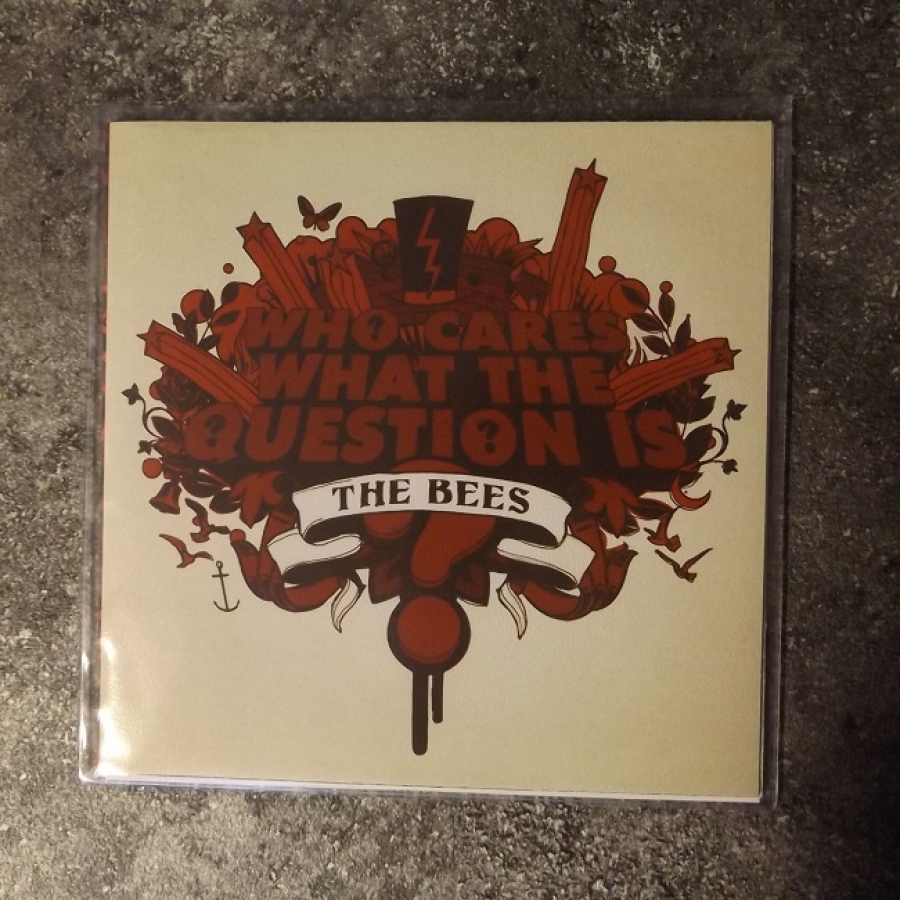 WHO CARES
WHAT THE
QUESTION IS
THE BEES